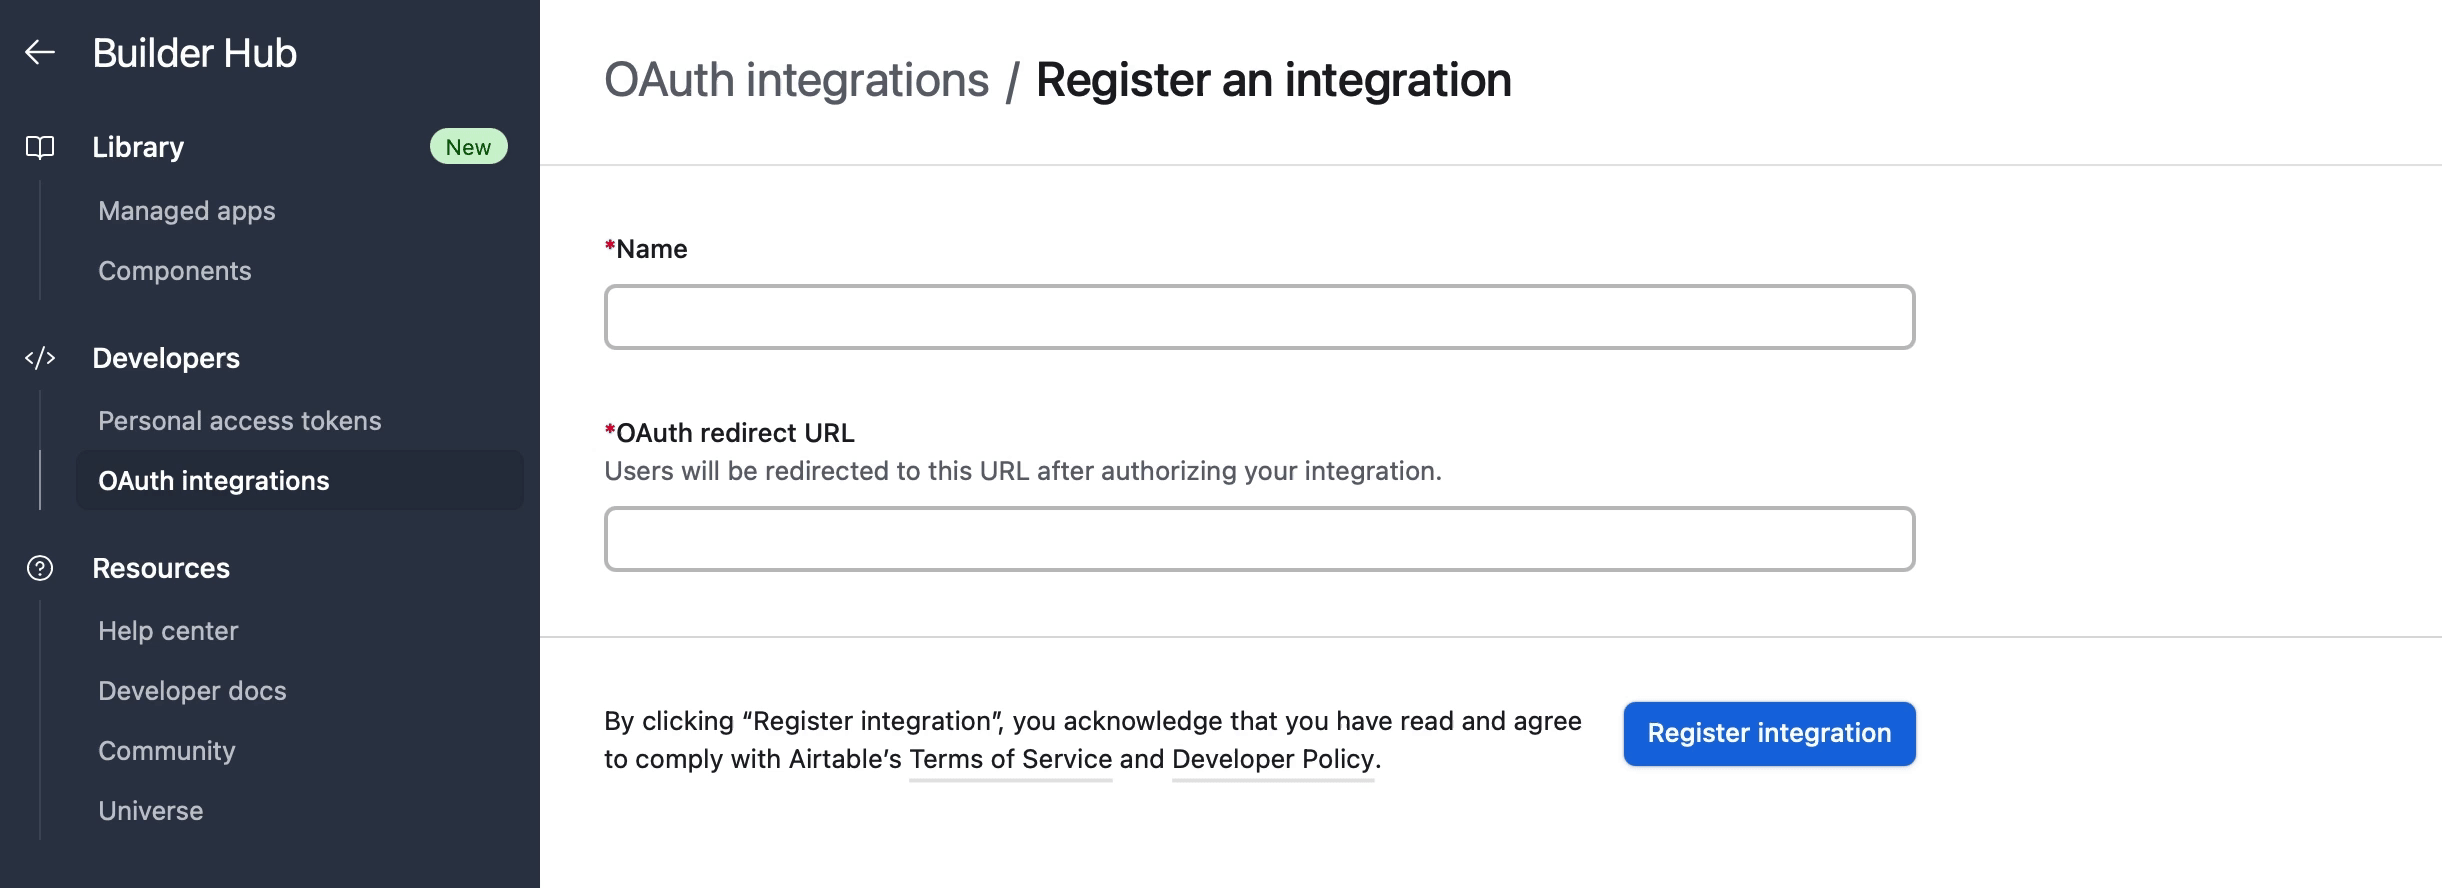 Builder Hub
Library
New
Managed apps
Components
Developers
Personal access tokens
OAuth integrations
Resources
Help center
Developer docs
Community
Universe
OAuth integrations / Register an integration
*Name
*OAuth redirect URL
Users will be redirected to this URL after authorizing your integration.
By clicking “Register integration”, you acknowledge that you have read and agree
to comply with Airtable’s Terms of Service and Developer Policy.
Register integration